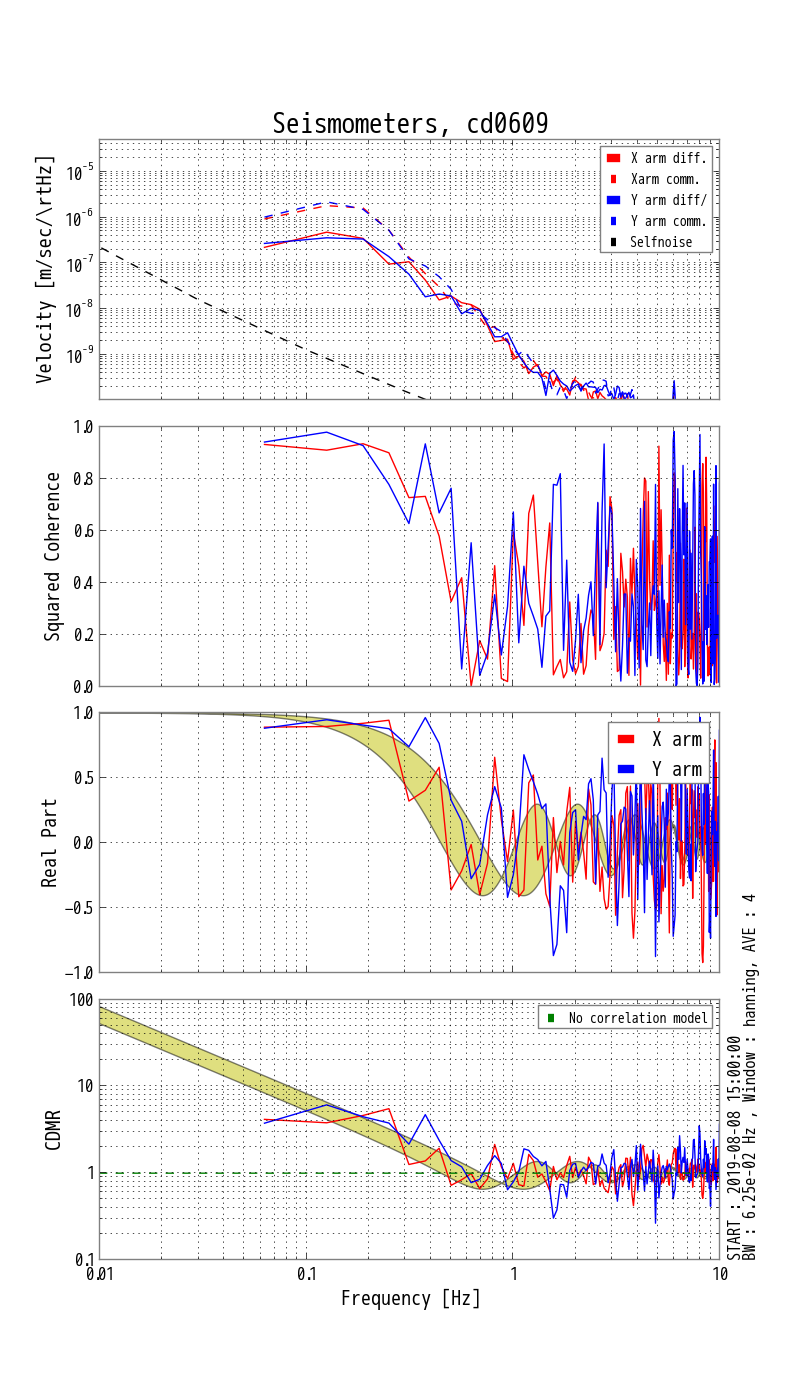 Seismometers, cd0609
Velocity [m/sec/\rtHz]
10^-5
10^-6
10^-7
10^-8
10^-9
X arm diff.
Xarm comm.
Y arm diff/
Y arm comm.
Selfnoise
Squared Coherence
1.0
0.8
0.6
0.4
0.2
0.0
Real Part
1.0
0.5
0.0
−0.5
−1.0
X arm
Y arm
CDMR
100
10
1
0.1
No correlation model
0.01
0.1
1
10
Frequency [Hz]
START : 2019-08-08 15:00:00
BW : 6.25e-02 Hz , Window : hanning, AVE : 4